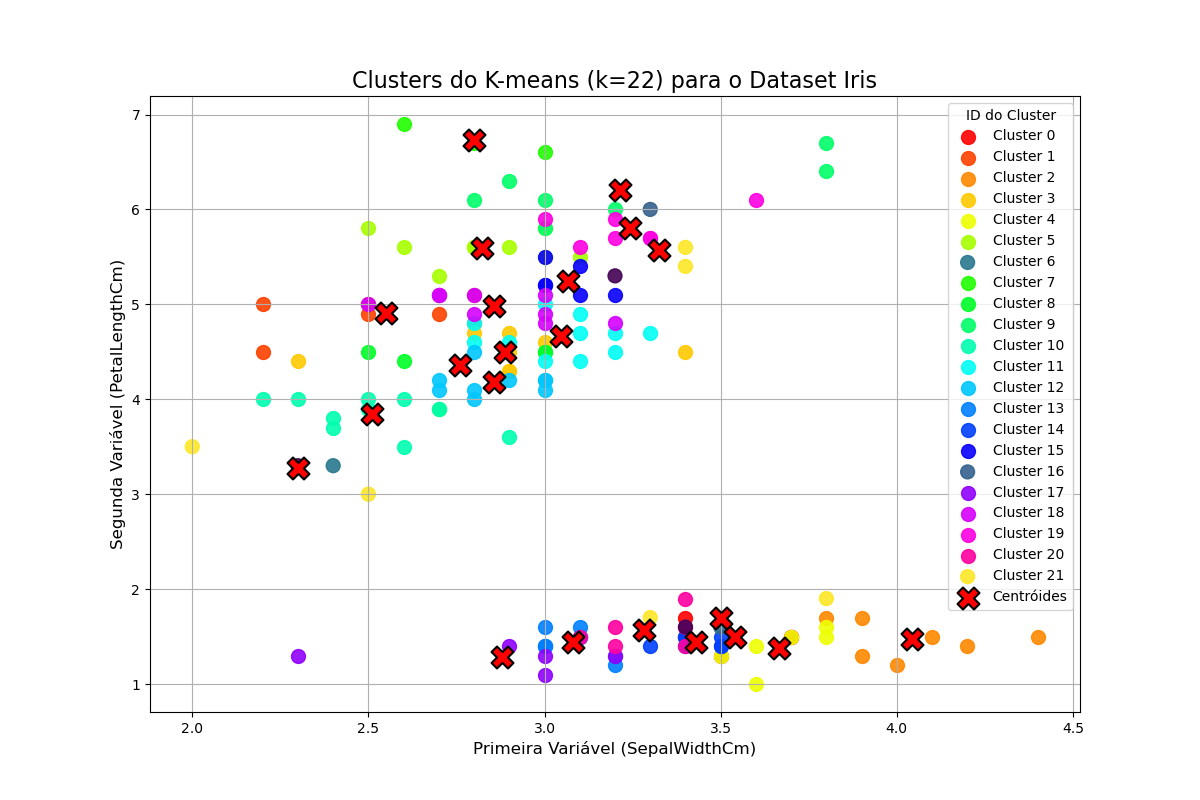 Clusters do K-means (k=22) para o Dataset Iris
ID do Cluster
Cluster 0
Cluster 1
Cluster 2
Cluster 3
Cluster 4
Cluster 5
Cluster 6
Cluster 7
Cluster 8
Cluster 9
Cluster 10
Cluster 11
Cluster 12
Cluster 13
Cluster 14
Cluster 15
Cluster 16
Cluster 17
Cluster 18
Cluster 19
Cluster 20
Cluster 21
Centróides
Segunda Variável (PetalLengthCm)
7
6
5
4
3
2
1
2.0
2.5
3.0
3.5
4.0
4.5
Primeira Variável (SepalWidthCm)